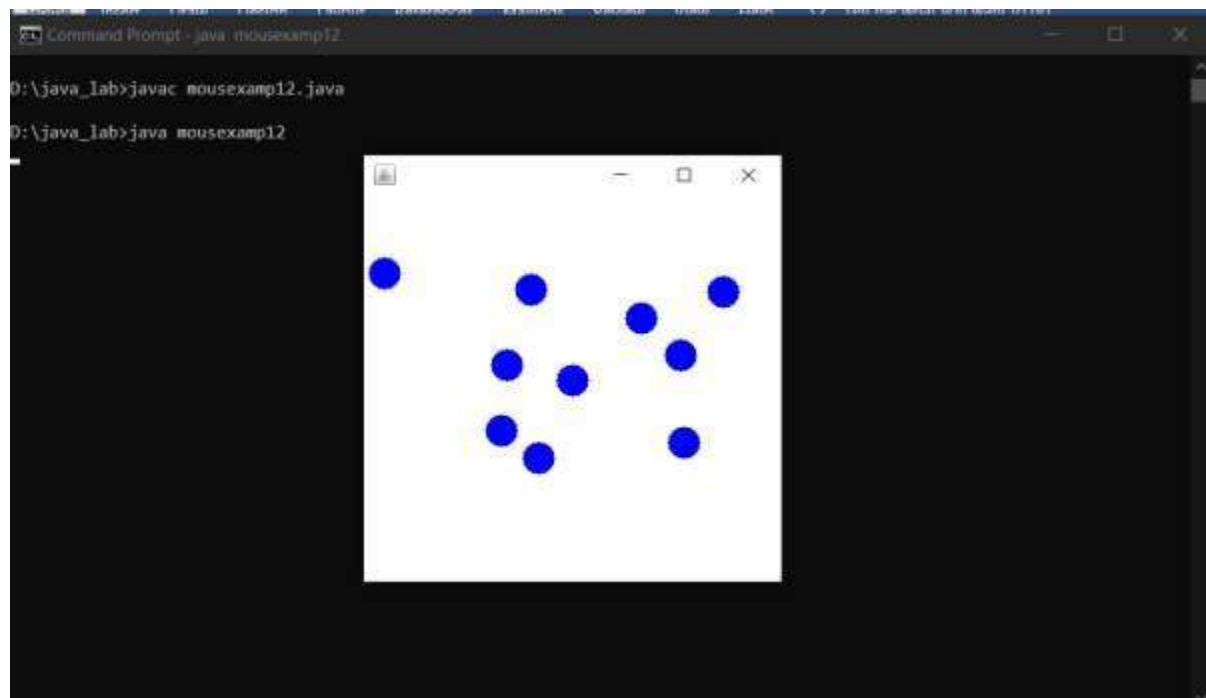 Command Prompt - java mousexamp12
D:\java_lab>javac mousexamp12.java
D:\java_lab>java mousexamp12